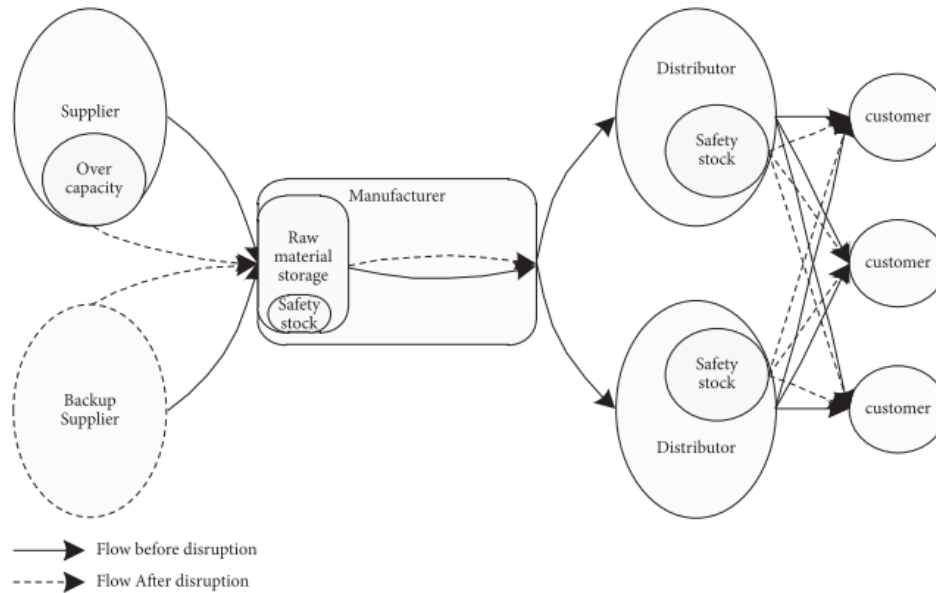 Supplier
Over
capacity
Backup
Supplier
Manufacturer
Raw
material
storage
Safety
stock
Distributor
Safety
stock
Safety
stock
Distributor
customer
customer
customer
Flow before disruption
Flow After disruption